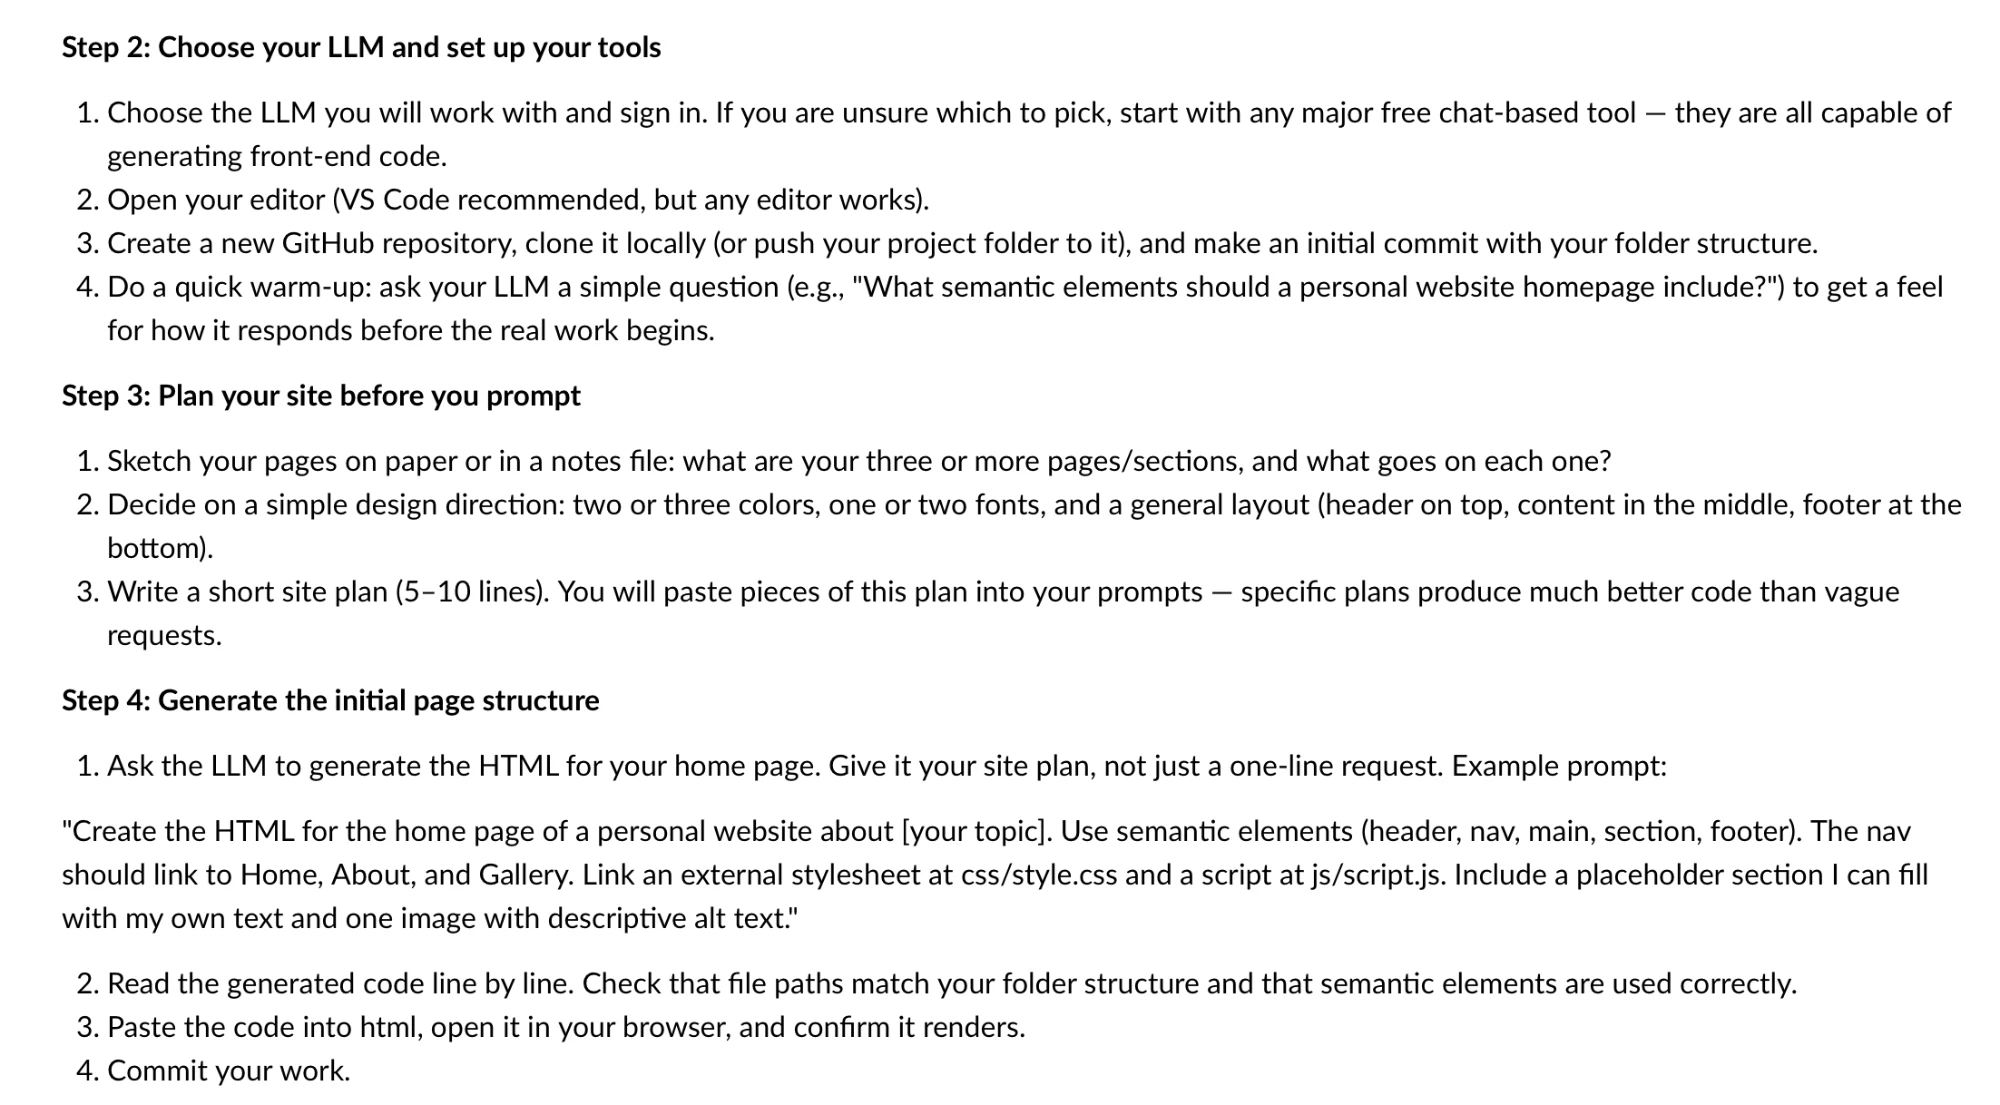 Step 2: Choose your LLM and set up your tools
1. Choose the LLM you will work with and sign in. If you are unsure which to pick, start with any major free chat-based tool — they are all capable of
generating front-end code.
2. Open your editor (VS Code recommended, but any editor works).
3. Create a new GitHub repository, clone it locally (or push your project folder to it), and make an initial commit with your folder structure.
4. Do a quick warm-up: ask your LLM a simple question (e.g., "What semantic elements should a personal website homepage include?") to get a feel
for how it responds before the real work begins.
Step 3: Plan your site before you prompt
1. Sketch your pages on paper or in a notes file: what are your three or more pages/sections, and what goes on each one?
2. Decide on a simple design direction: two or three colors, one or two fonts, and a general layout (header on top, content in the middle, footer at the
bottom).
3. Write a short site plan (5–10 lines). You will paste pieces of this plan into your prompts — specific plans produce much better code than vague
requests.
Step 4: Generate the initial page structure
1. Ask the LLM to generate the HTML for your home page. Give it your site plan, not just a one-line request. Example prompt:
"Create the HTML for the home page of a personal website about [your topic]. Use semantic elements (header, nav, main, section, footer). The nav
should link to Home, About, and Gallery. Link an external stylesheet at css/style.css and a script at js/script.js. Include a placeholder section I can fill
with my own text and one image with descriptive alt text."
2. Read the generated code line by line. Check that file paths match your folder structure and that semantic elements are used correctly.
3. Paste the code into html, open it in your browser, and confirm it renders.
4. Commit your work.